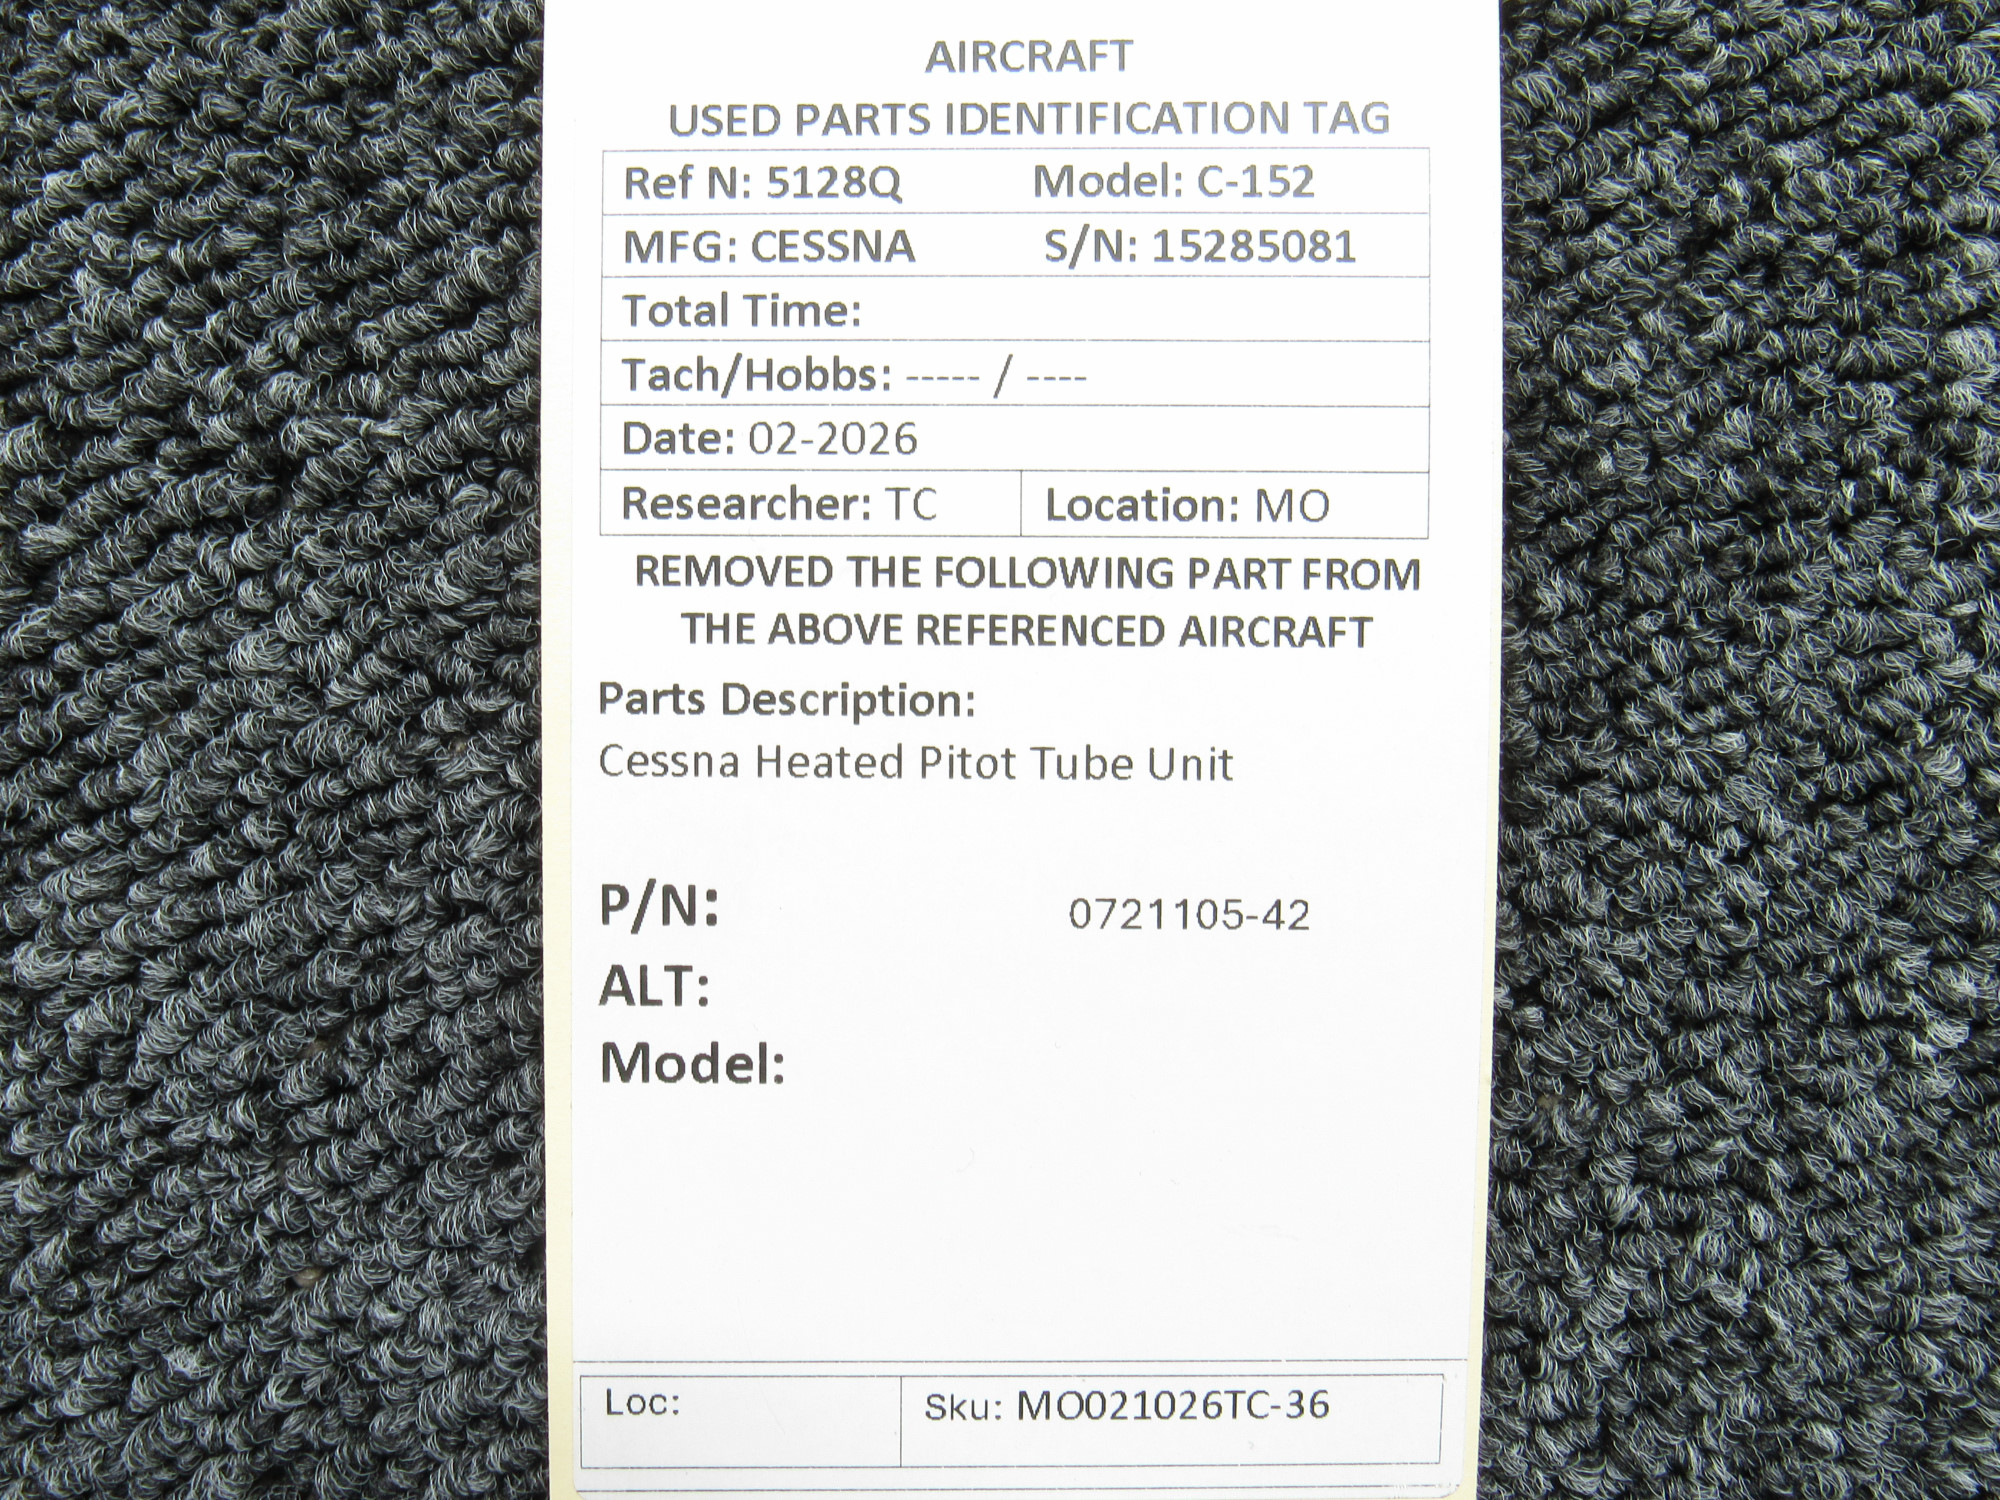 AIRCRAFT
USED PARTS IDENTIFICATION TAG
Ref N: 5128Q Model: C-152
MFG: CESSNA S/N: 15285081
Total Time:
Tach/Hobbs: ----- / ----
Date: 02-2026
Researcher: TC Location: MO
REMOVED THE FOLLOWING PART FROM
THE ABOVE REFERENCED AIRCRAFT
Parts Description:
Cessna Heated Pitot Tube Unit
P/N: 0721105-42
ALT:
Model:
Loc: Sku: MO021026TC-36